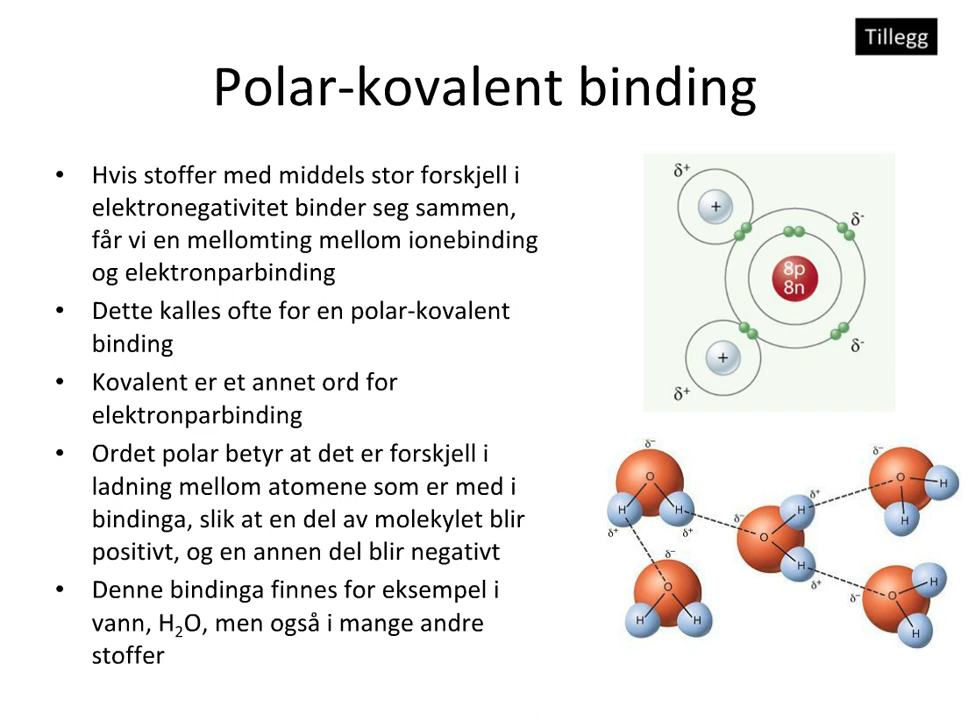 Tillegg
Polar-kovalent binding
• Hvis stoffer med middels stor forskjell i
elektronegativitet binder seg sammen,
får vi en mellomting mellom ionebinding
og elektronparbinding
• Dette kalles ofte for en polar-kovalent
binding
• Kovalent er et annet ord for
elektronparbinding
• Ordet polar betyr at det er forskjell i
ladning mellom atomene som er med i
bindinga, slik at en del av molekylet blir
positivt, og en annen del blir negativt
• Denne bindinga finnes for eksempel i
vann, H₂O, men også i mange andre
stoffer
δ⁺
+
δ⁻
8p
8n
+
δ⁻
δ⁺
δ⁻
O
H
H
δ⁺
δ⁺
δ⁻
O
H
H
δ⁻
O
H
H
δ⁺
δ⁺
δ⁻
O
H
H
δ⁻
O
H
H